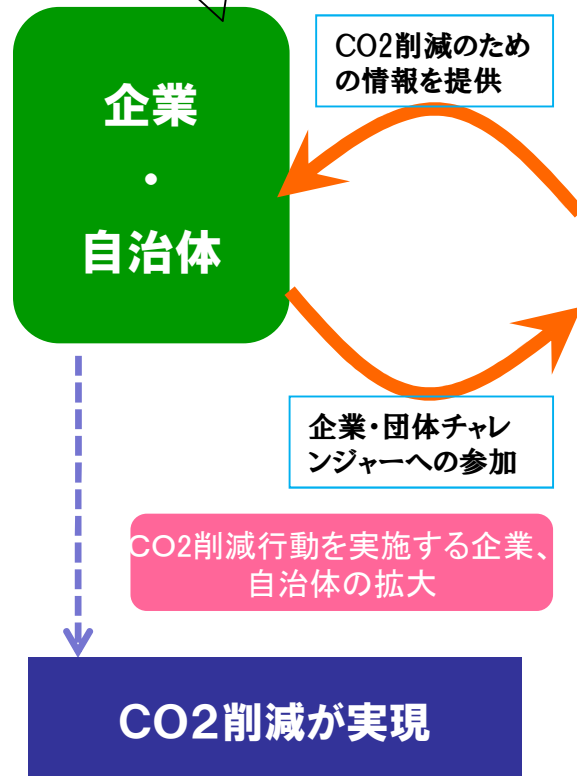 企業
・
自治体
CO2削減のため
の情報を提供
企業・団体チャレ
ンジャーへの参加
CO2削減行動を実施する企業、
自治体の拡大
CO2削減が実現